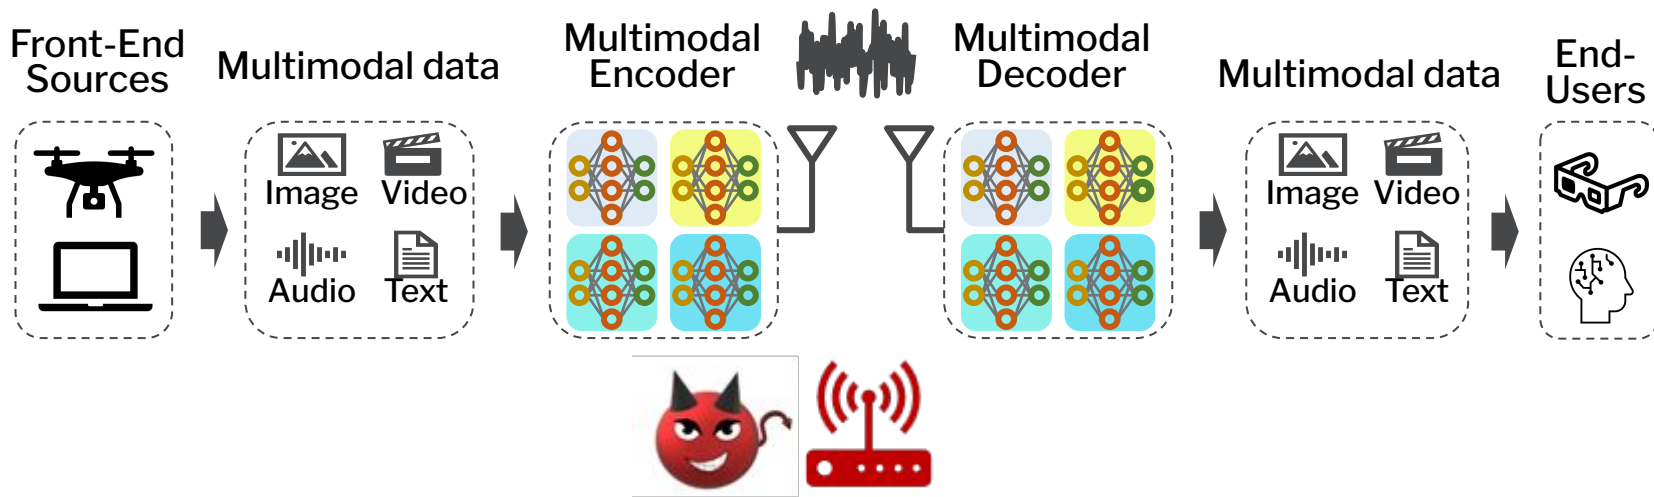 Front-End
Sources
Multimodal data
Multimodal
Encoder
Multimodal
Decoder
Multimodal data
End-
Users
Image
Video
Audio
Text
Image
Video
Audio
Text